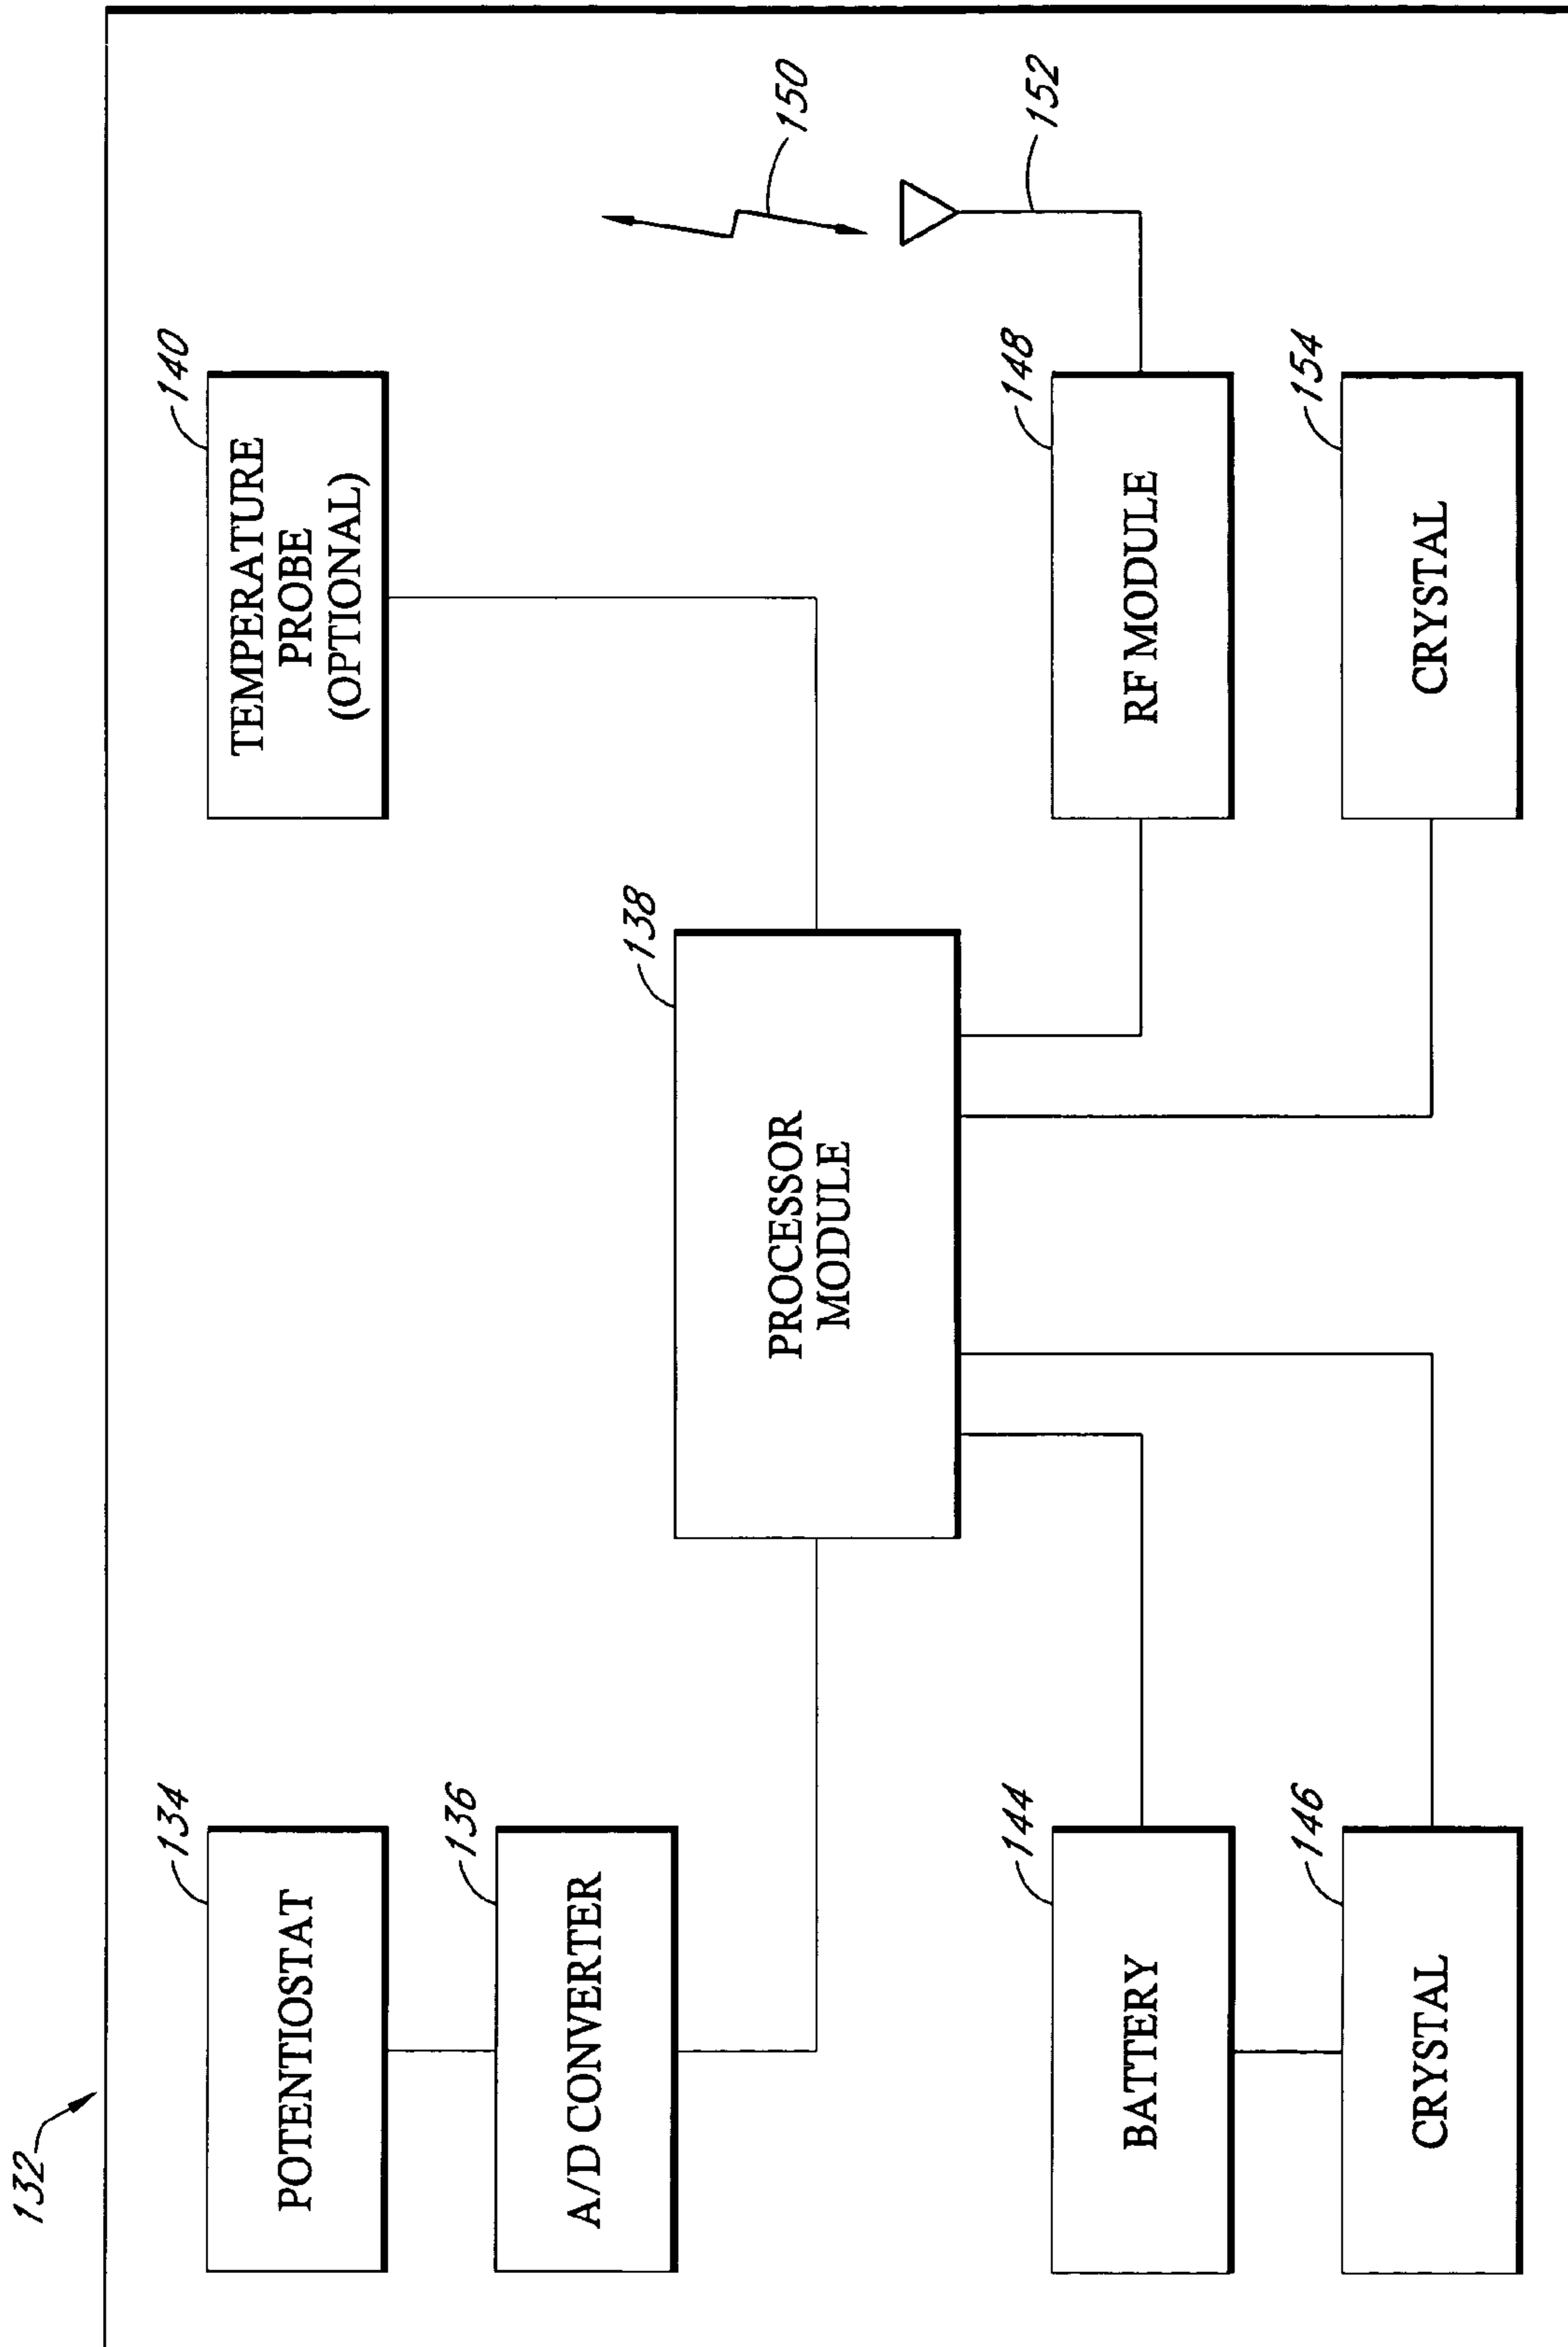 132
134
POTENTIOSTAT
140
TEMPERATURE
PROBE
(OPTIONAL)
136
A/D CONVERTER
138
PROCESSOR
MODULE
150
152
144
BATTERY
148
RF MODULE
146
CRYSTAL
154
CRYSTAL